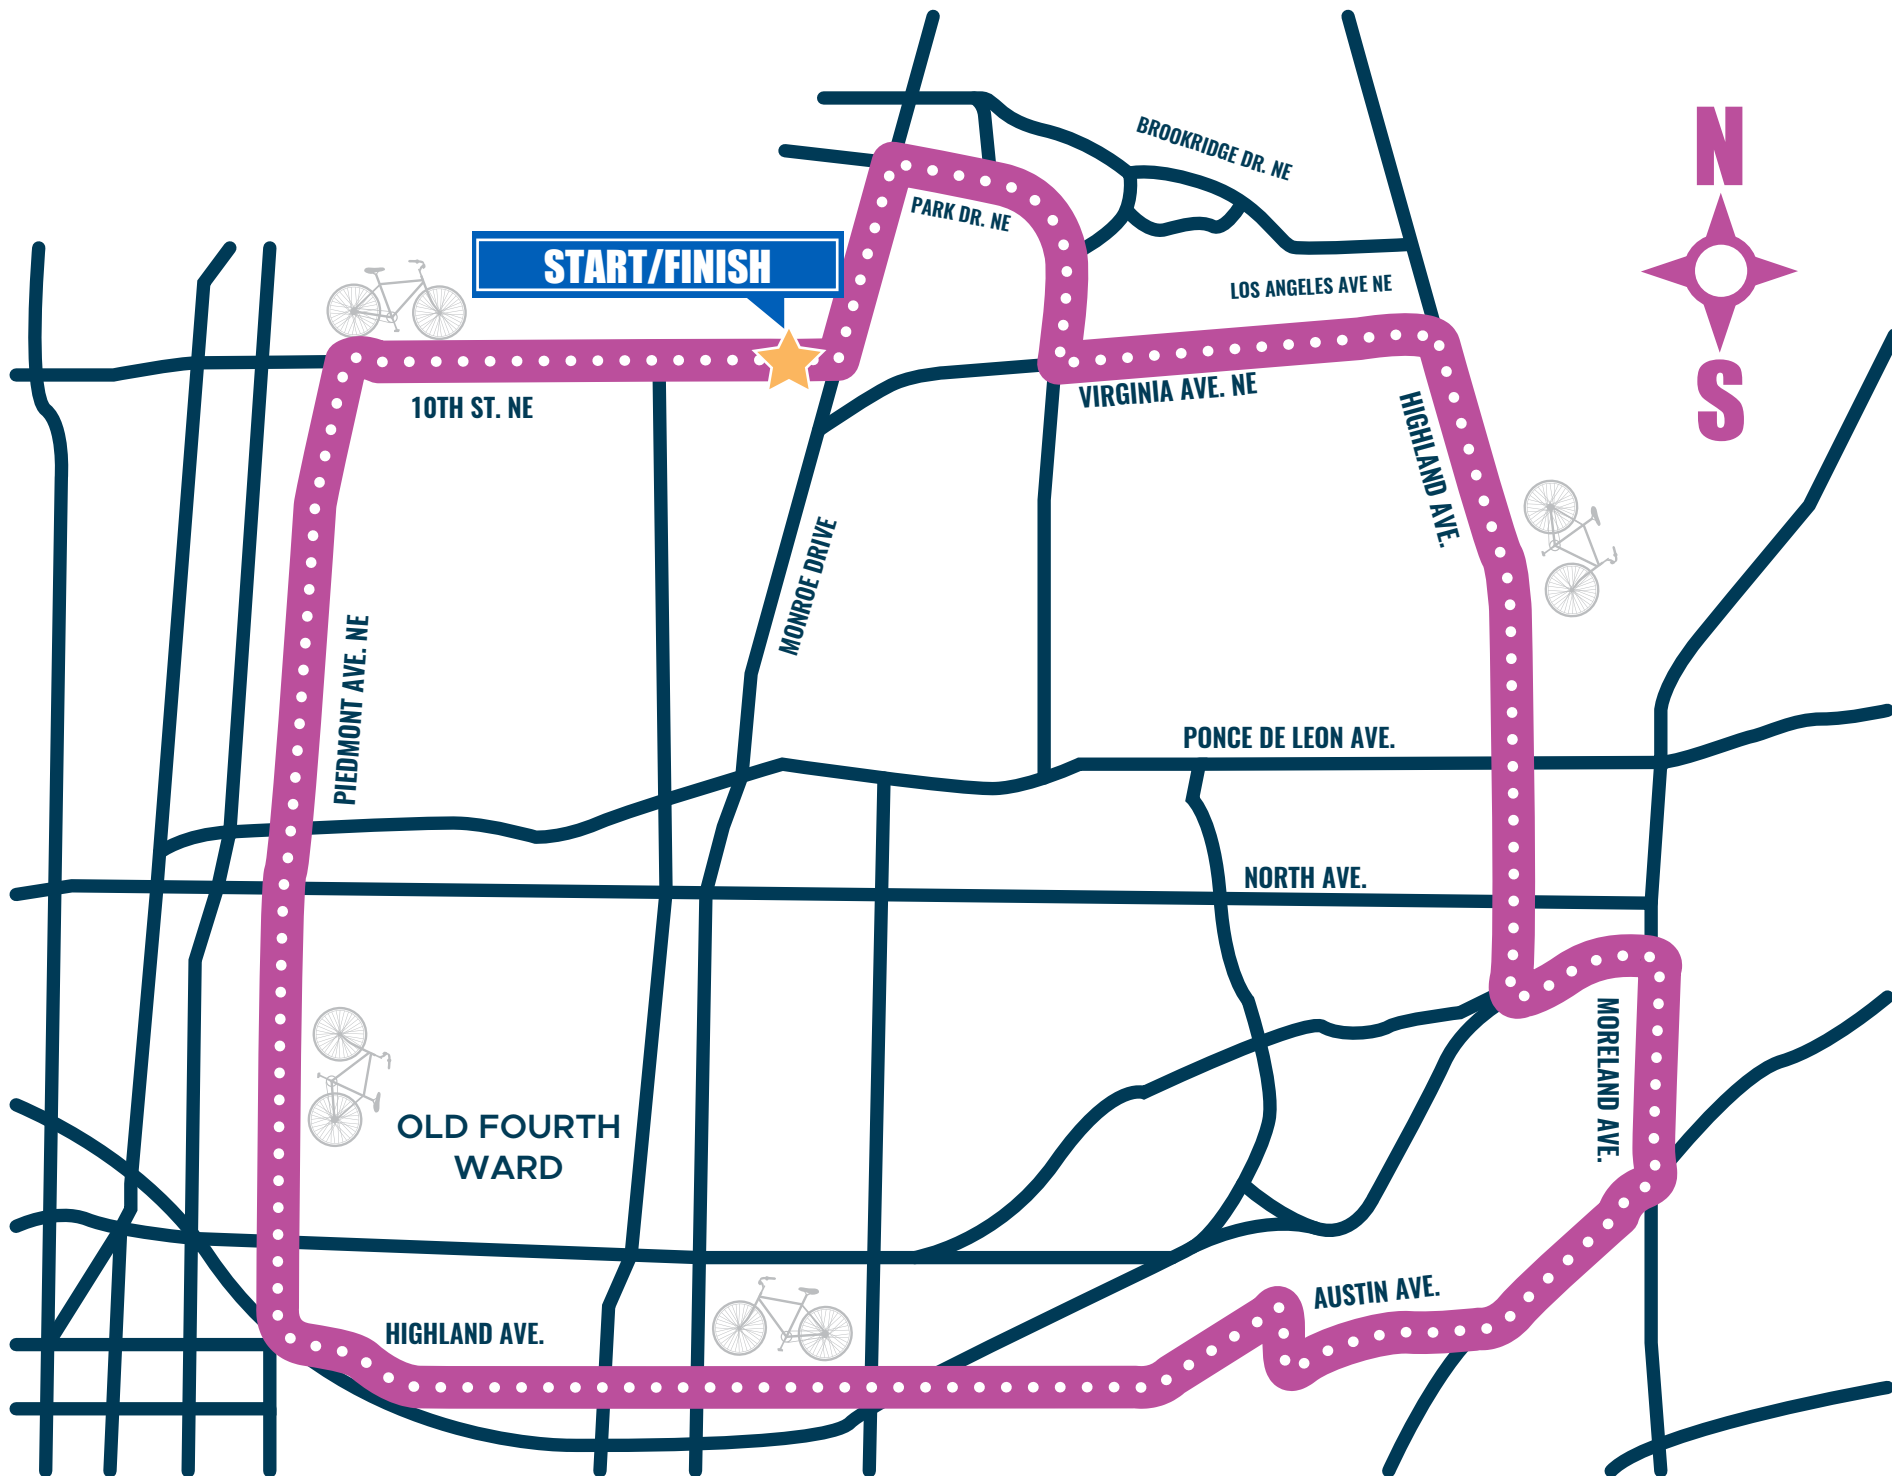 N
BROOKRIDGE DR. NE
PARK DR. NE
START/FINISH
LOS ANGELES AVE NE
S
10TH ST. NE
VIRGINIA AVE. NE
HIGHLAND AVE.
MONROE DRIVE
PIEDMONT AVE. NE
PONCE DE LEON AVE.
NORTH AVE.
MORELAND AVE.
OLD FOURTH
WARD
AUSTIN AVE.
HIGHLAND AVE.